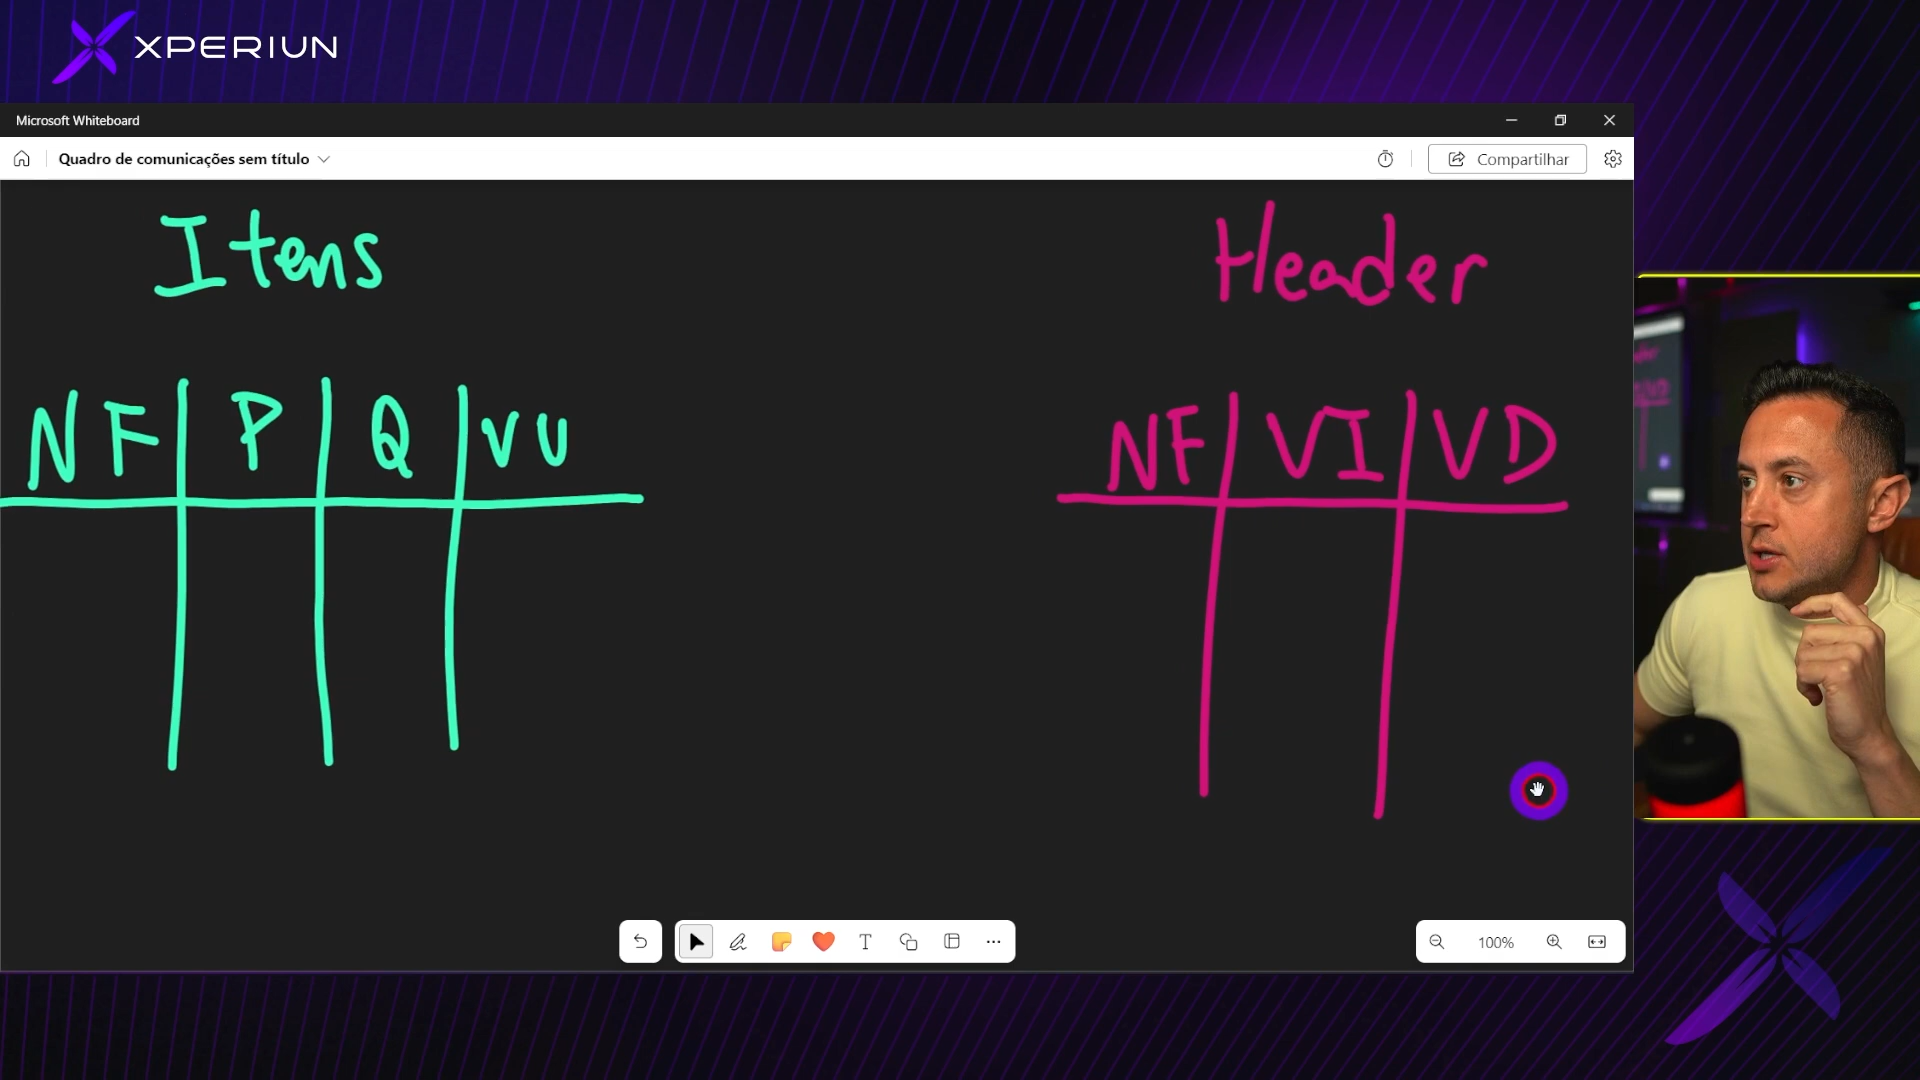 XPERIUN
Microsoft Whiteboard
Quadro de comunicações sem título
Compartilhar
Itens
Header
NF P Q VU
NF VI VD
100%